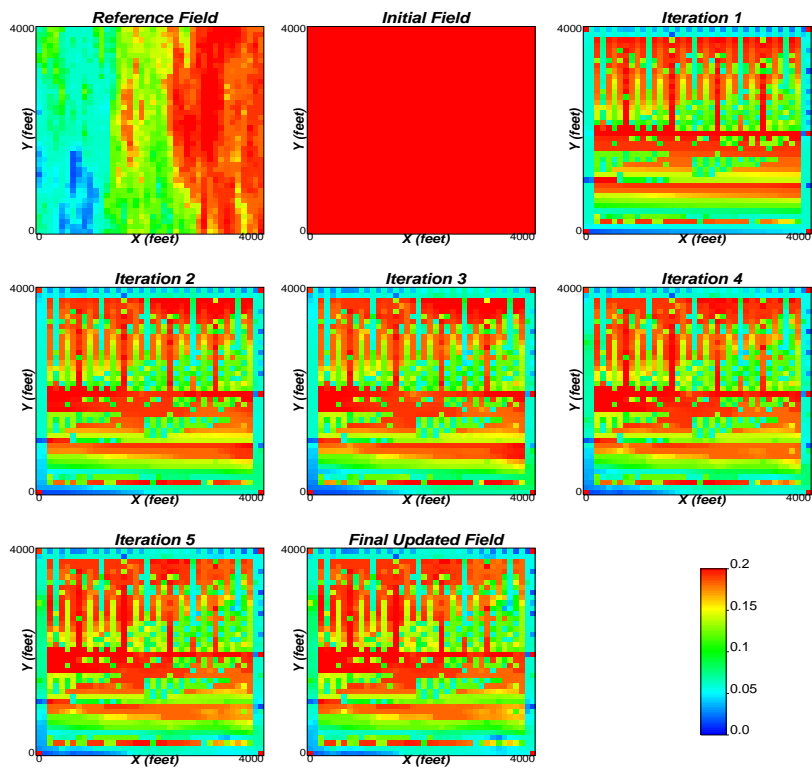 Reference Field
Initial Field
Iteration 1
4000
Y (feet)
0
0
X (feet)
4000
4000
Y (feet)
0
0
X (feet)
4000
4000
Y (feet)
0
0
X (feet)
4000
Iteration 2
Iteration 3
Iteration 4
4000
Y (feet)
0
0
X (feet)
4000
4000
Y (feet)
0
0
X (feet)
4000
4000
Y (feet)
0
0
X (feet)
4000
Iteration 5
Final Updated Field
4000
Y (feet)
0
0
X (feet)
4000
4000
Y (feet)
0
0
X (feet)
4000
0.2
0.15
0.1
0.05
0.0